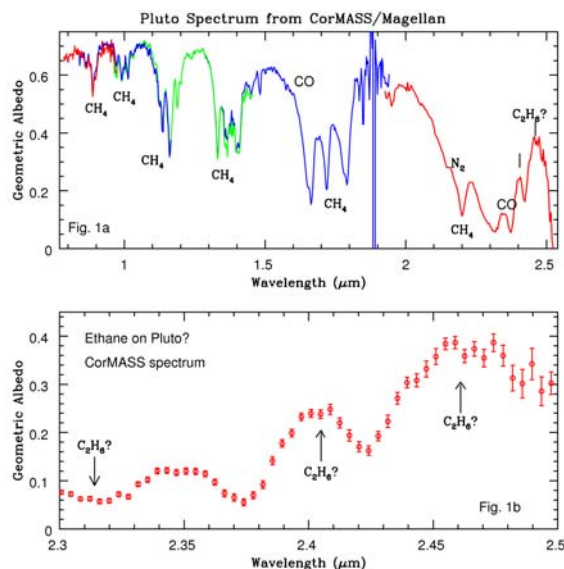 Pluto Spectrum from CorMASS/Magellan
Geometric Albedo
0.6
0.4
0.2
0
CH₄
CH₄
CH₄
CH₄
CO
CH₄
N₂
CH₄
CO
C₂H₆?
Fig. 1a
1
1.5
2
2.5
Wavelength (μm)
Geometric Albedo
0.4
0.3
0.2
0.1
0
Ethane on Pluto?
CorMASS spectrum
C₂H₆?
C₂H₆?
C₂H₆?
Fig. 1b
2.3
2.35
2.4
2.45
2.5
Wavelength (μm)